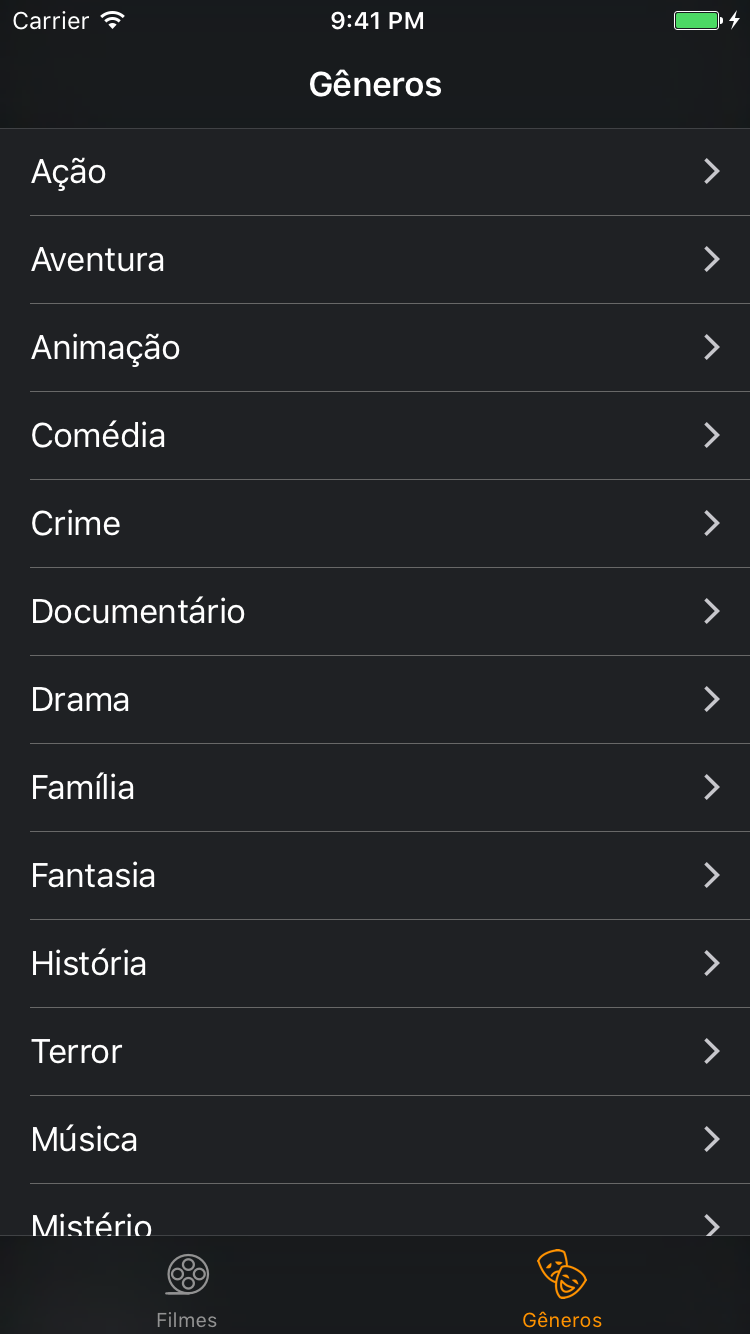 Carrier 9:41 PM
Gêneros
Ação
Aventura
Animação
Comédia
Crime
Documentário
Drama
Família
Fantasia
História
Terror
Música
Mistério
Filmes Gêneros